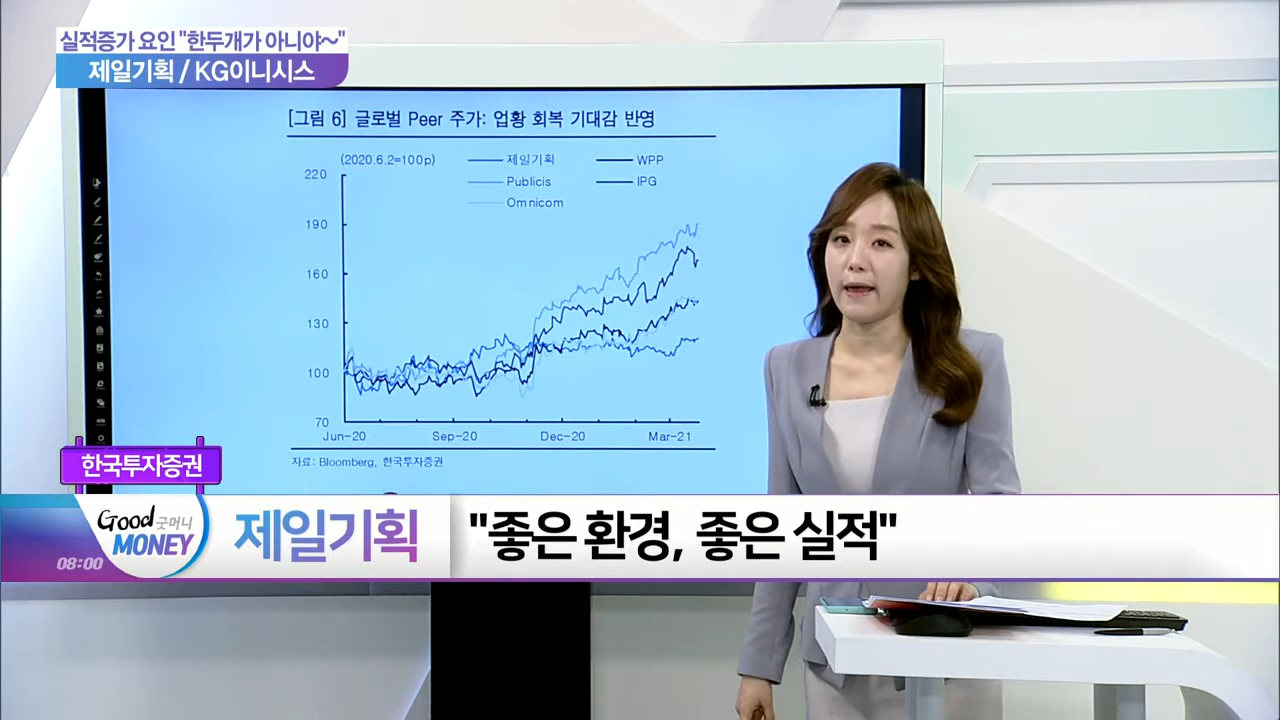 실적증가 요인 "한두개가 아니야~"
제일기획 / KG이니시스
[그림 6] 글로벌 Peer 주가: 업황 회복 기대감 반영
(2020.6.2=100p)
제일기획
WPP
Publicis
IPG
Omnicom
220
190
160
130
100
70
Jun-20
Sep-20
Dec-20
Mar-21
자료: Bloomberg, 한국투자증권
한국투자증권
Good 굿머니
MONEY
08:00
제일기획
"좋은 환경, 좋은 실적"